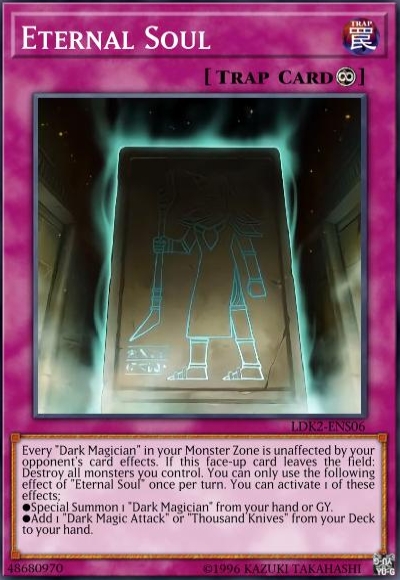 Eternal Soul
TRAP
罠
[Trap Card]
LDK2-ENS06
Every "Dark Magician" in your Monster Zone is unaffected by your
opponent's card effects. If this face-up card leaves the field:
Destroy all monsters you control. You can only use the following
effect of "Eternal Soul" once per turn. You can activate 1 of these
effects;
●Special Summon 1 "Dark Magician" from your hand or GY.
●Add 1 "Dark Magic Attack" or "Thousand Knives" from your Deck
to your hand.
48680970
©1996 KAZUKI TAKAHASHI